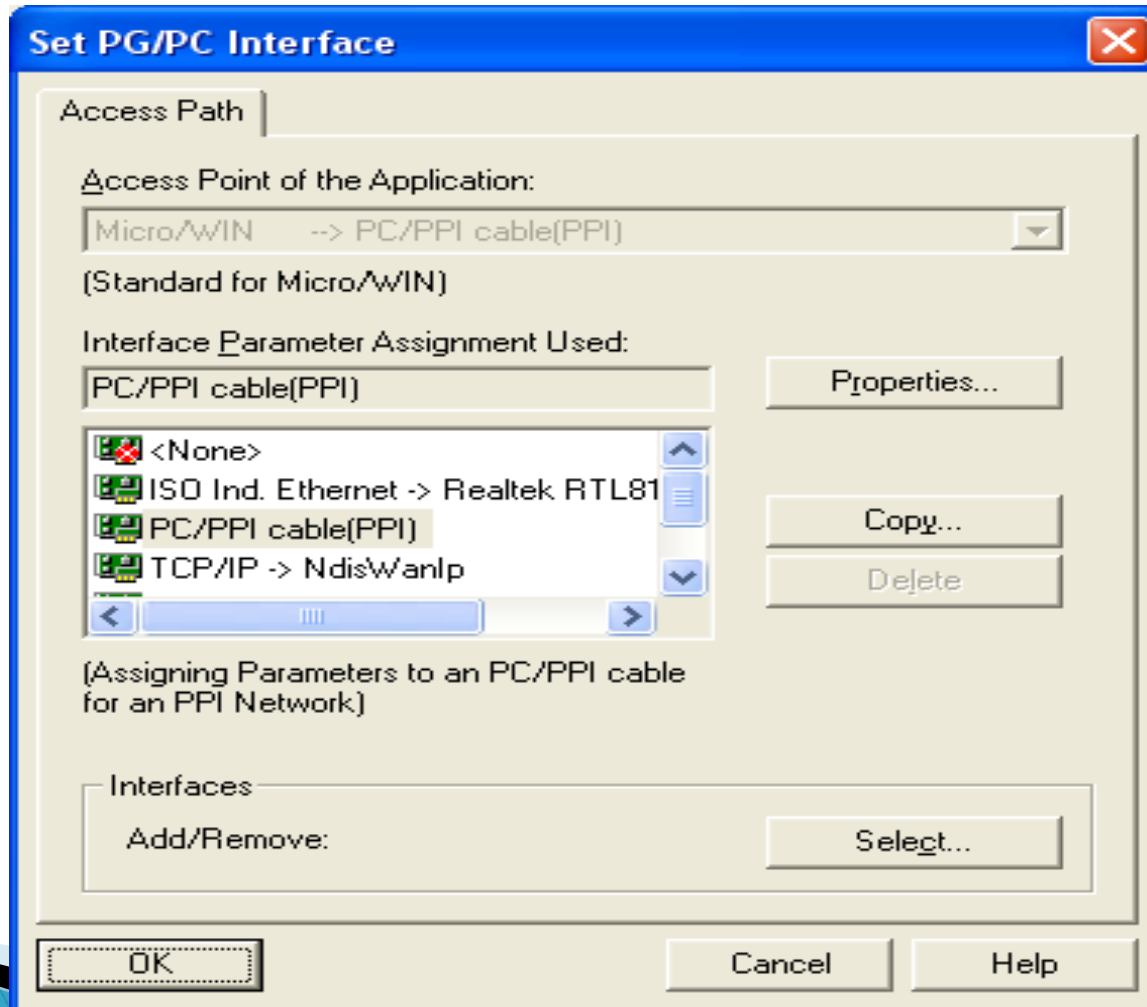 Set PG/PC Interface
Access Path
Access Point of the Application:
Micro/WIN --> PC/PPI cable(PPI)
(Standard for Micro/WIN)
Interface Parameter Assignment Used:
PC/PPI cable(PPI)
Properties...
<None>
ISO Ind. Ethernet -> Realtek RTL81
PC/PPI cable(PPI)
TCP/IP -> NdisWanIp
Copy...
Delete
(Assigning Parameters to an PC/PPI cable
for an PPI Network)
Interfaces
Add/Remove:
Select...
OK
Cancel
Help